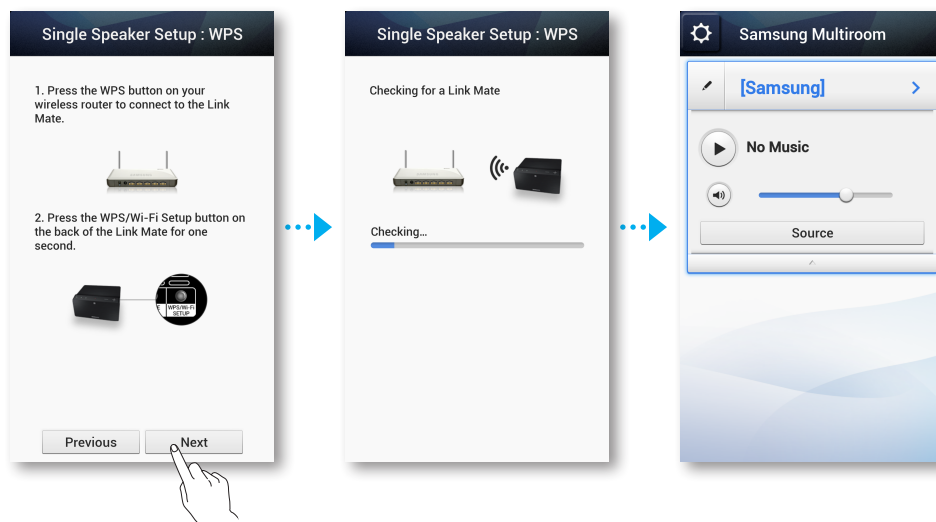 Single Speaker Setup : WPS
1. Press the WPS button on your
wireless router to connect to the Link
Mate.
2. Press the WPS/Wi-Fi Setup button on
the back of the Link Mate for one
second.
WPS/Wi-Fi
SETUP
Previous
Next
Single Speaker Setup : WPS
Checking for a Link Mate
Checking...
Samsung Multiroom
[Samsung]
No Music
Source